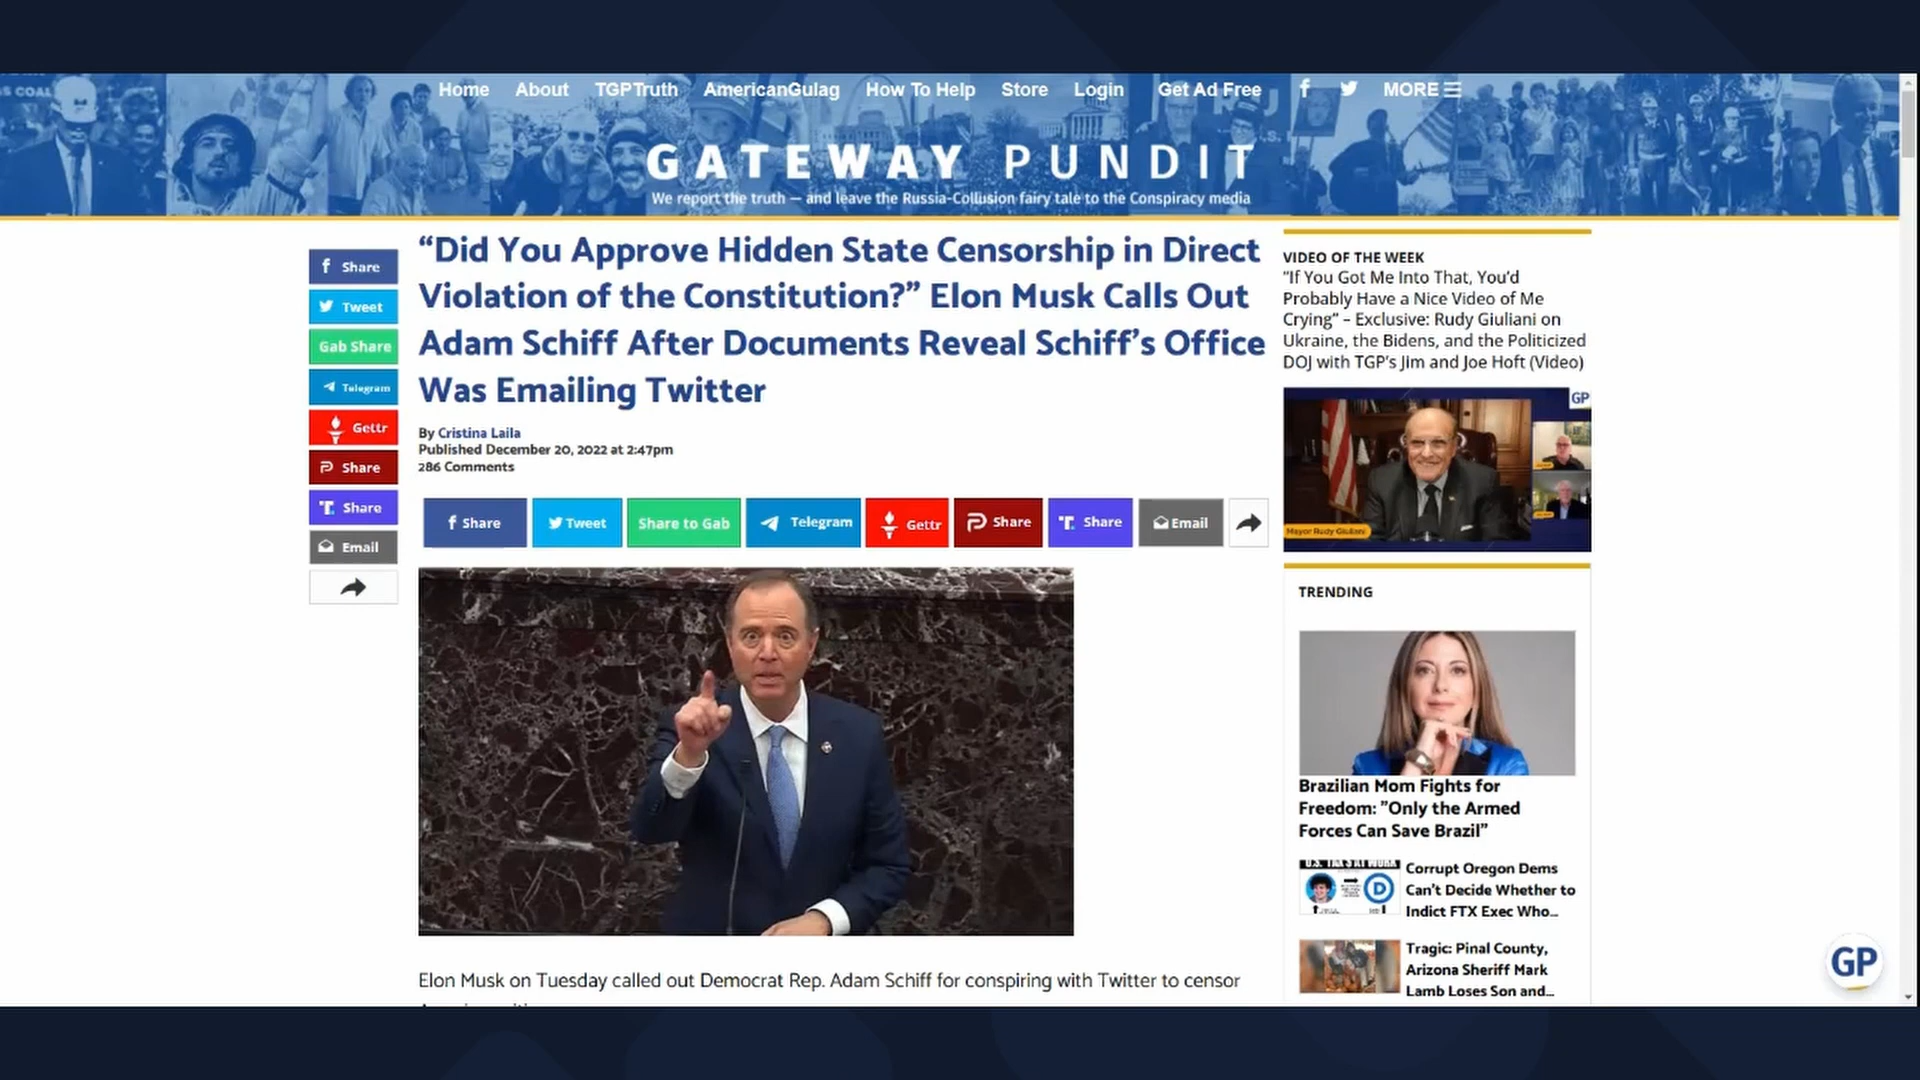 Home About TGPTruth AmericanGulag How To Help Store Login Get Ad Free MORE
GATEWAY PUNDIT
We report the truth — and leave the Russia-Collusion fairy tale to the Conspiracy media
“Did You Approve Hidden State Censorship in Direct
Violation of the Constitution?” Elon Musk Calls Out
Adam Schiff After Documents Reveal Schiff’s Office
Was Emailing Twitter
By Cristina Laila
Published December 20, 2022 at 2:47pm
286 Comments
Share
Tweet
Gab Share
Telegram
Gettr
Share
Share
Email
Share Tweet Share to Gab Telegram Gettr Share Share Email
Elon Musk on Tuesday called out Democrat Rep. Adam Schiff for conspiring with Twitter to censor
VIDEO OF THE WEEK
“If You Got Me Into That, You’d
Probably Have a Nice Video of Me
Crying” – Exclusive: Rudy Giuliani on
Ukraine, the Bidens, and the Politicized
DOJ with TGP’s Jim and Joe Hoft (Video)
GP
Mayor Rudy Giuliani
TRENDING
Brazilian Mom Fights for
Freedom: ”Only the Armed
Forces Can Save Brazil”
Corrupt Oregon Dems
Can’t Decide Whether to
Indict FTX Exec Who…
Tragic: Pinal County,
Arizona Sheriff Mark
Lamb Loses Son and…
GP